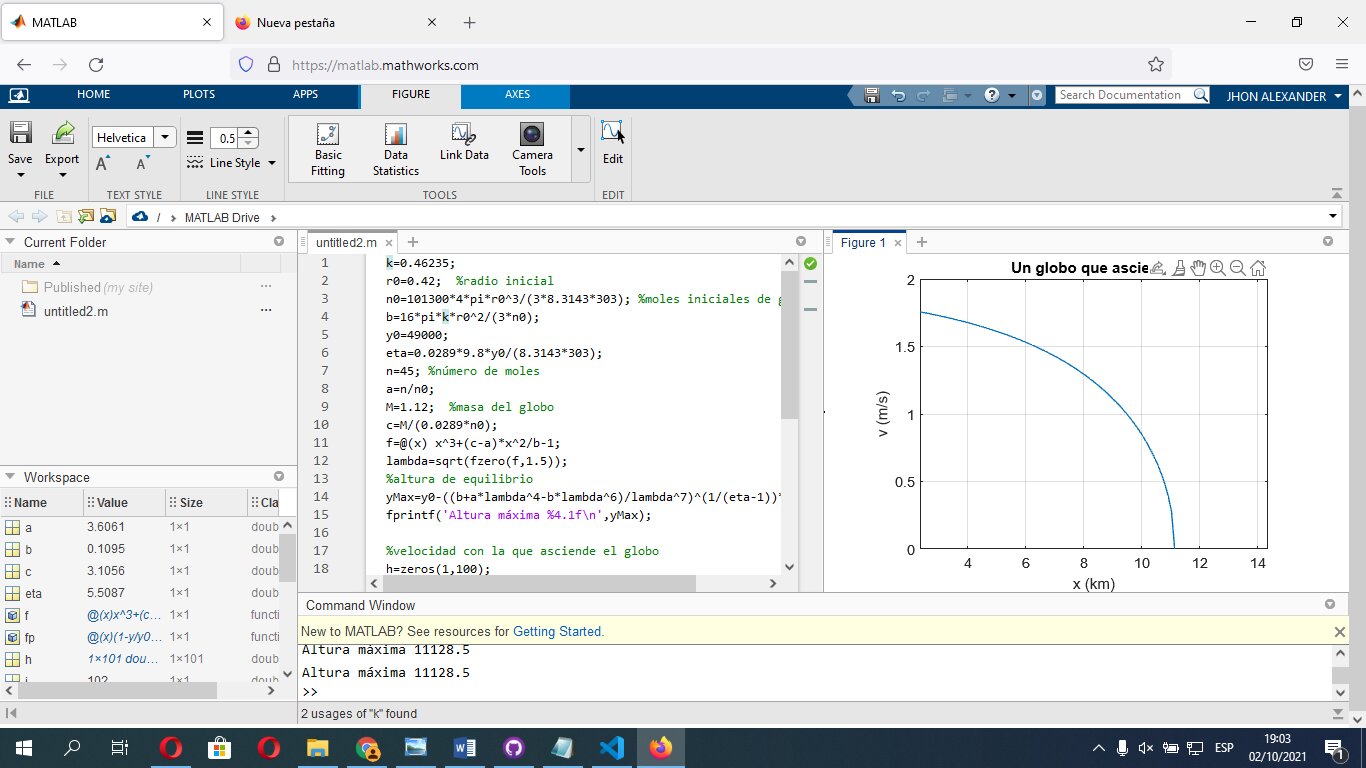 MATLAB
Nueva pestaña
https://matlab.mathworks.com
HOME PLOTS APPS FIGURE AXES
Search Documentation
JHON ALEXANDER
Helvetica
0.5
Save
Export
A A
Line Style
Basic Fitting
Data Statistics
Link Data
Camera Tools
Edit
FILE TEXT STYLE LINE STYLE TOOLS EDIT
/ MATLAB Drive
Current Folder
Name
Published (my site)
untitled2.m
Workspace
Name Value Size Cla
a 3.6061 1×1 doub
b 0.1095 1×1 doub
c 3.1056 1×1 doub
eta 5.5087 1×1 doub
f @(x)x^3+(c... 1×1 functi
fp @(x)(1-y/y0... 1×1 functi
h 1×101 dou... 1×101 doub
i 102 1×1 doub
untitled2.m
1 k=0.46235;
2 r0=0.42; %radio inicial
3 n0=101300*4*pi*r0^3/(3*8.3143*303); %moles iniciales de
4 b=16*pi*k*r0^2/(3*n0);
5 y0=49000;
6 eta=0.0289*9.8*y0/(8.3143*303);
7 n=45; %número de moles
8 a=n/n0;
9 M=1.12; %masa del globo
10 c=M/(0.0289*n0);
11 f=@(x) x^3+(c-a)*x^2/b-1;
12 lambda=sqrt(fzero(f,1.5));
13 %altura de equilibrio
14 yMax=y0-((b+a*lambda^4-b*lambda^6)/lambda^7)^(1/(eta-1))*
15 fprintf('Altura máxima %4.1f\n',yMax);
16
17 %velocidad con la que asciende el globo
18 h=zeros(1,100);
Figure 1
Un globo que ascie
2
1.5
1
0.5
0
v (m/s)
4 6 8 10 12 14
x (km)
Command Window
New to MATLAB? See resources for Getting Started.
Altura máxima 11128.5
Altura máxima 11128.5
>>
2 usages of "k" found
ESP
19:03
02/10/2021
1